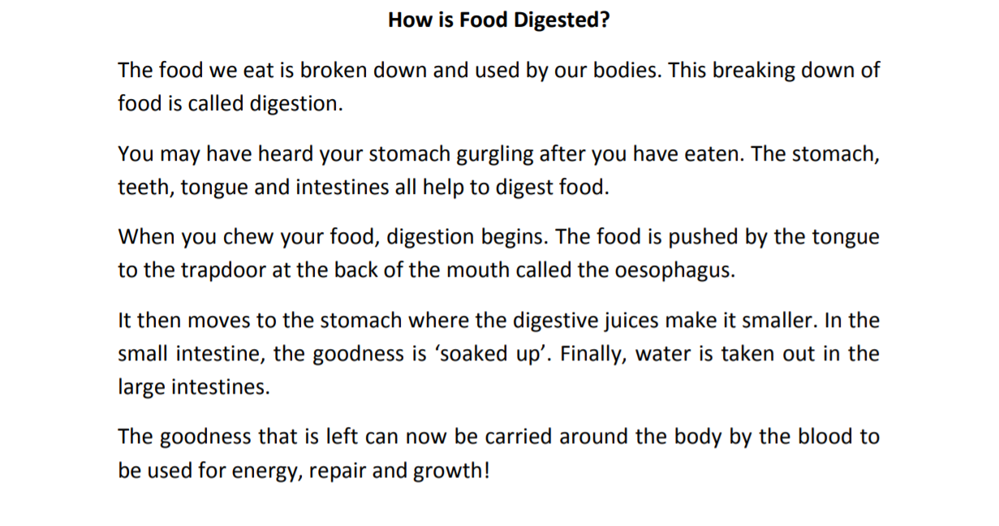 How is Food Digested?
The food we eat is broken down and used by our bodies. This breaking down of
food is called digestion.
You may have heard your stomach gurgling after you have eaten. The stomach,
teeth, tongue and intestines all help to digest food.
When you chew your food, digestion begins. The food is pushed by the tongue
to the trapdoor at the back of the mouth called the oesophagus.
It then moves to the stomach where the digestive juices make it smaller. In the
small intestine, the goodness is ‘soaked up’. Finally, water is taken out in the
large intestines.
The goodness that is left can now be carried around the body by the blood to
be used for energy, repair and growth!